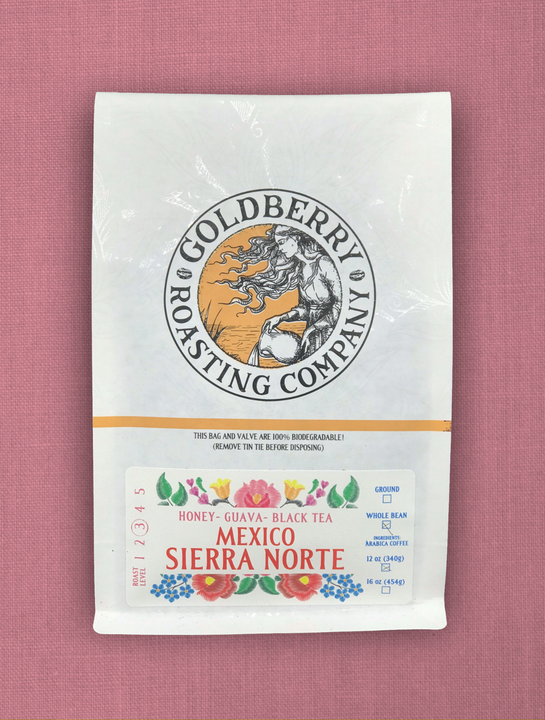 GOLDBERRY
ROASTING COMPANY
THIS BAG AND VALVE ARE 100% BIODEGRADABLE!
(REMOVE TIN TIE BEFORE DISPOSING)
ROAST
LEVEL
1 2 3 4 5
HONEY- GUAVA- BLACK TEA
MEXICO
SIERRA NORTE
GROUND
WHOLE BEAN
INGREDIENTS:
ARABICA COFFEE
12 oz (340g)
16 oz (454g)